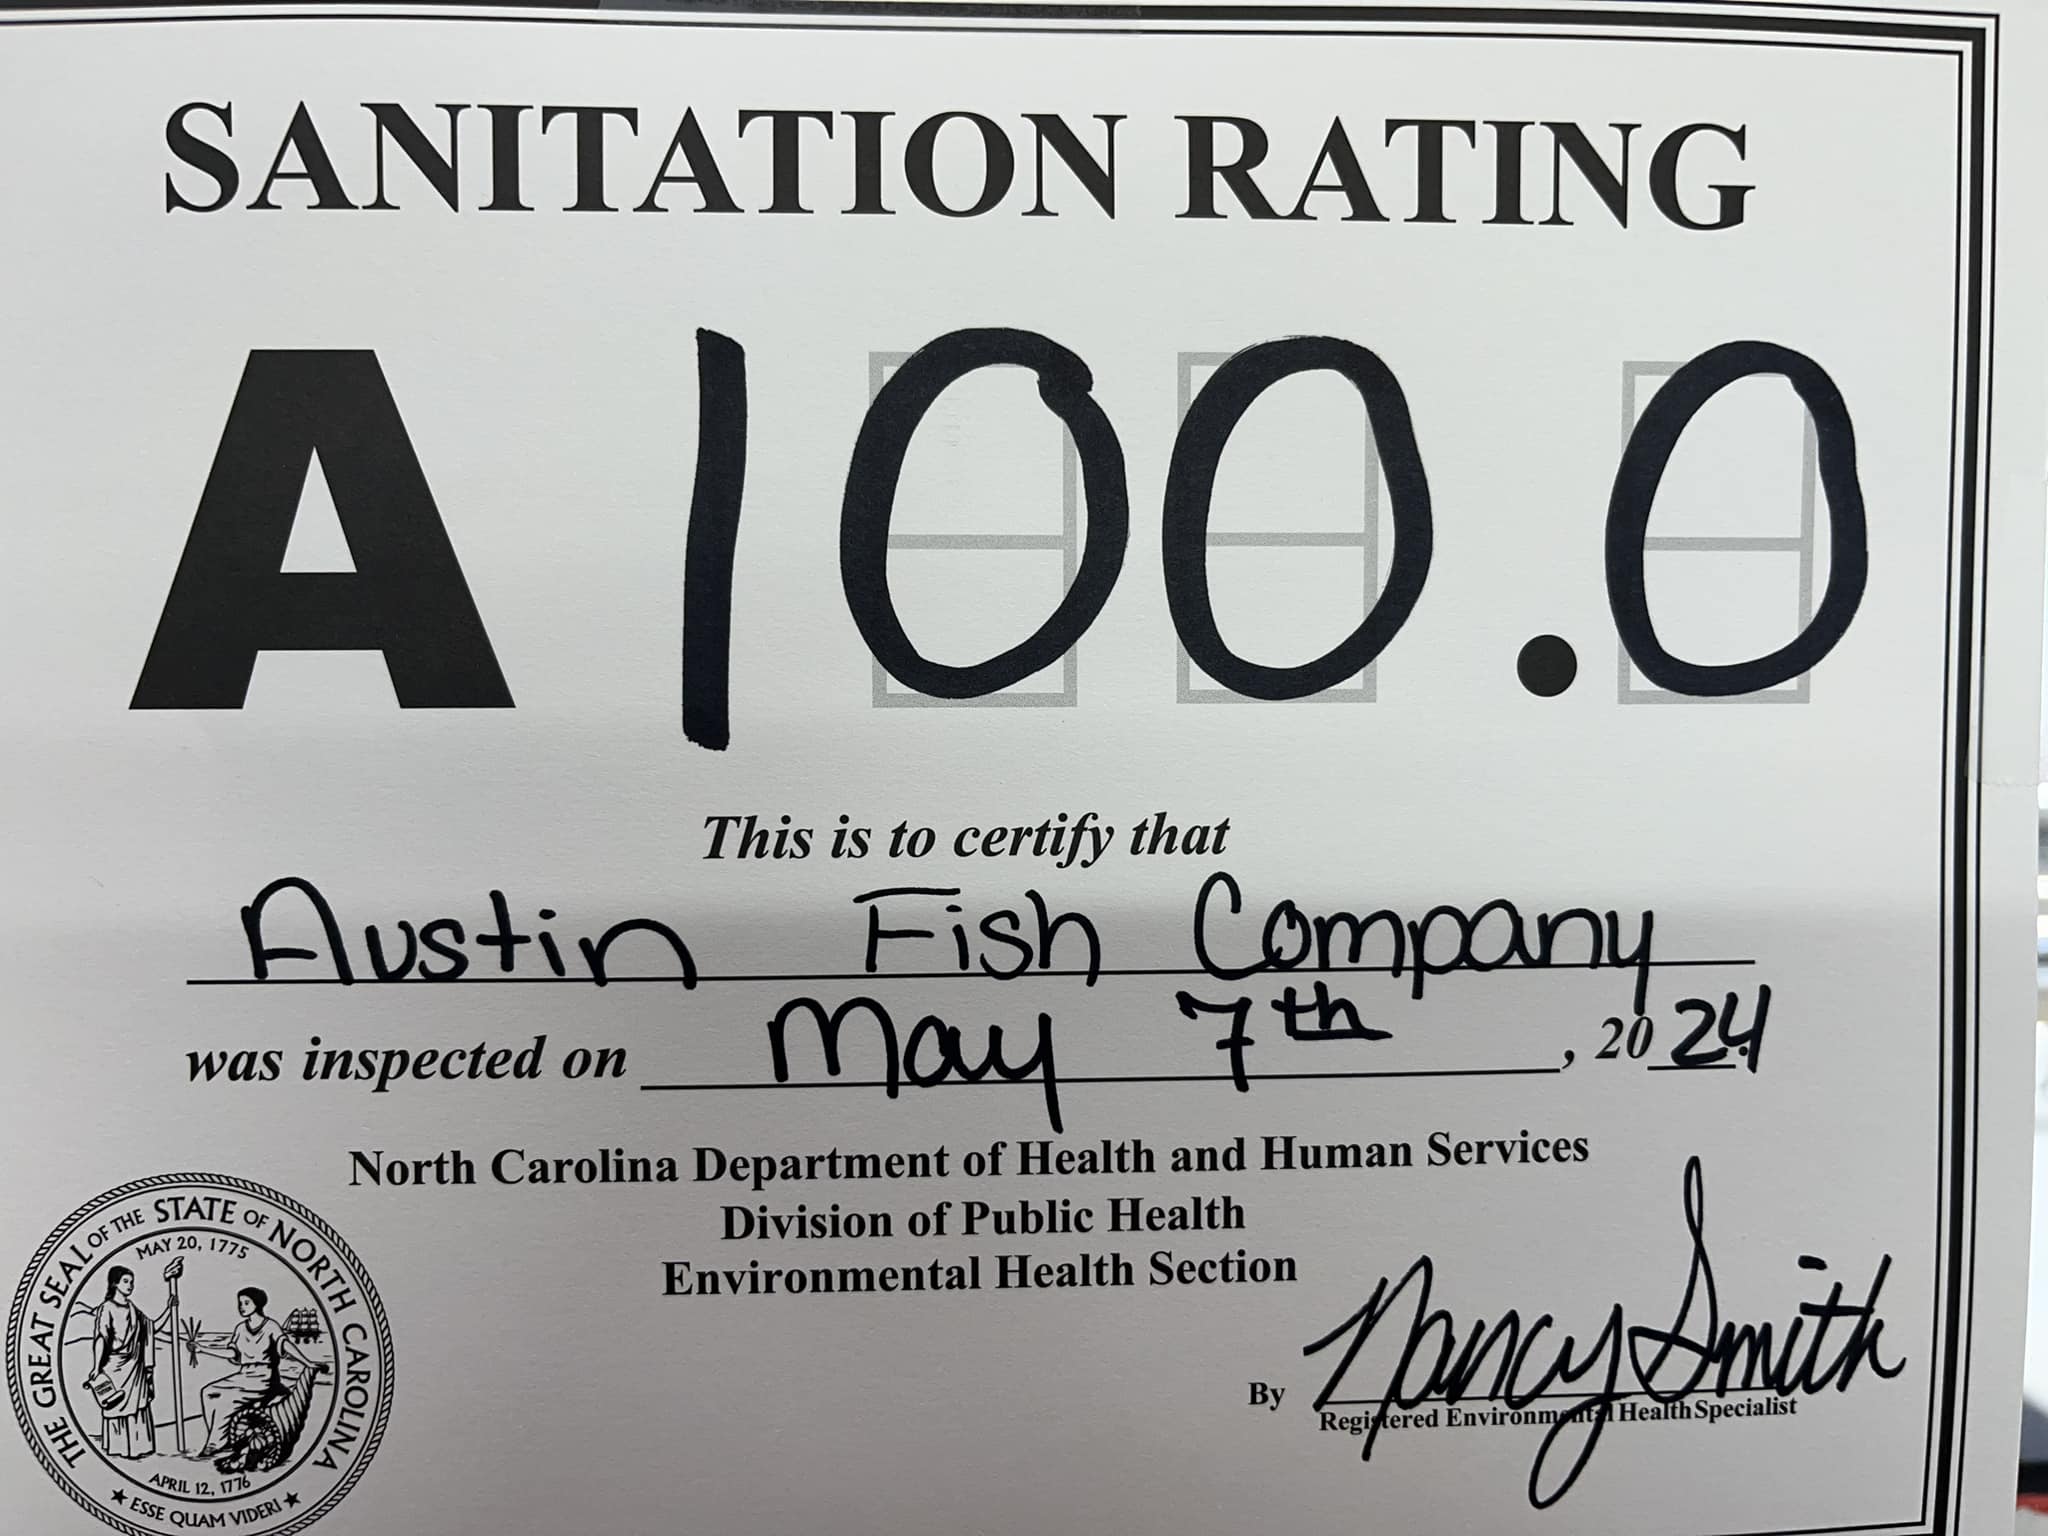 SANITATION RATING
A 100.0
This is to certify that
Austin Fish Company
was inspected on May 7th, 2024
North Carolina Department of Health and Human Services
Division of Public Health
Environmental Health Section
By Nancy Smith
Registered Environmental Health Specialist
THE GREAT SEAL OF THE STATE OF NORTH CAROLINA
MAY 20, 1775
APRIL 12, 1776
★ ESSE QUAM VIDERI ★